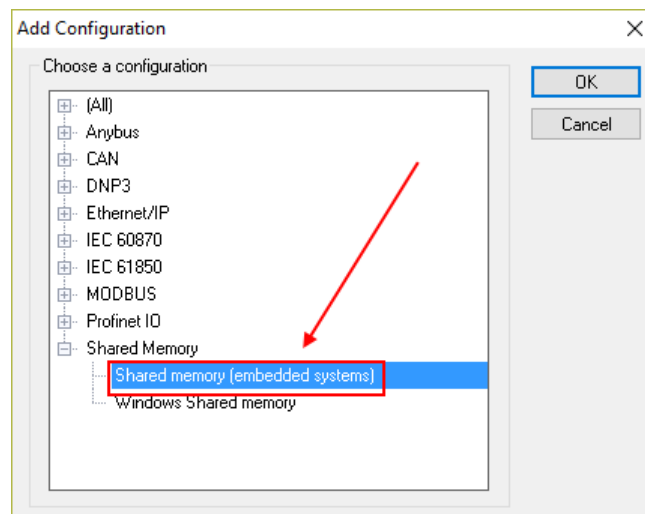 Add Configuration
Choose a configuration
OK
Cancel
(All)
Anybus
CAN
DNP3
Ethernet/IP
IEC 60870
IEC 61850
MODBUS
Profinet IO
Shared Memory
Shared memory (embedded systems)
Windows Shared memory